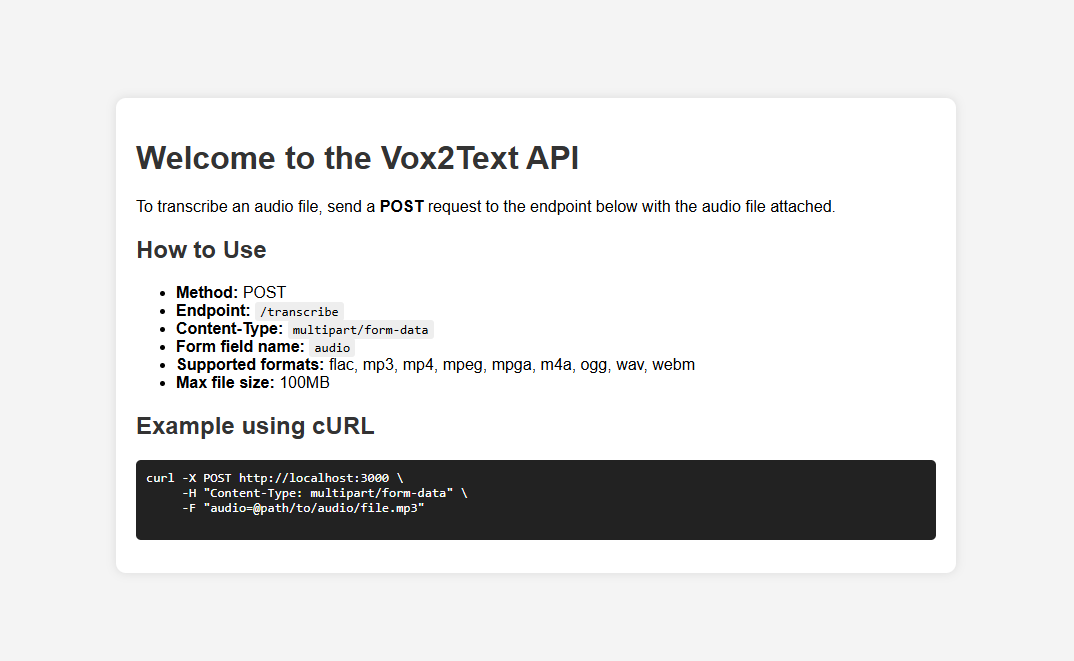 Welcome to the Vox2Text API
To transcribe an audio file, send a POST request to the endpoint below with the audio file attached.
How to Use
• Method: POST
• Endpoint: /transcribe
• Content-Type: multipart/form-data
• Form field name: audio
• Supported formats: flac, mp3, mp4, mpeg, mpga, m4a, ogg, wav, webm
• Max file size: 100MB
Example using cURL
curl -X POST http://localhost:3000 \
     -H "Content-Type: multipart/form-data" \
     -F "audio=@path/to/audio/file.mp3"